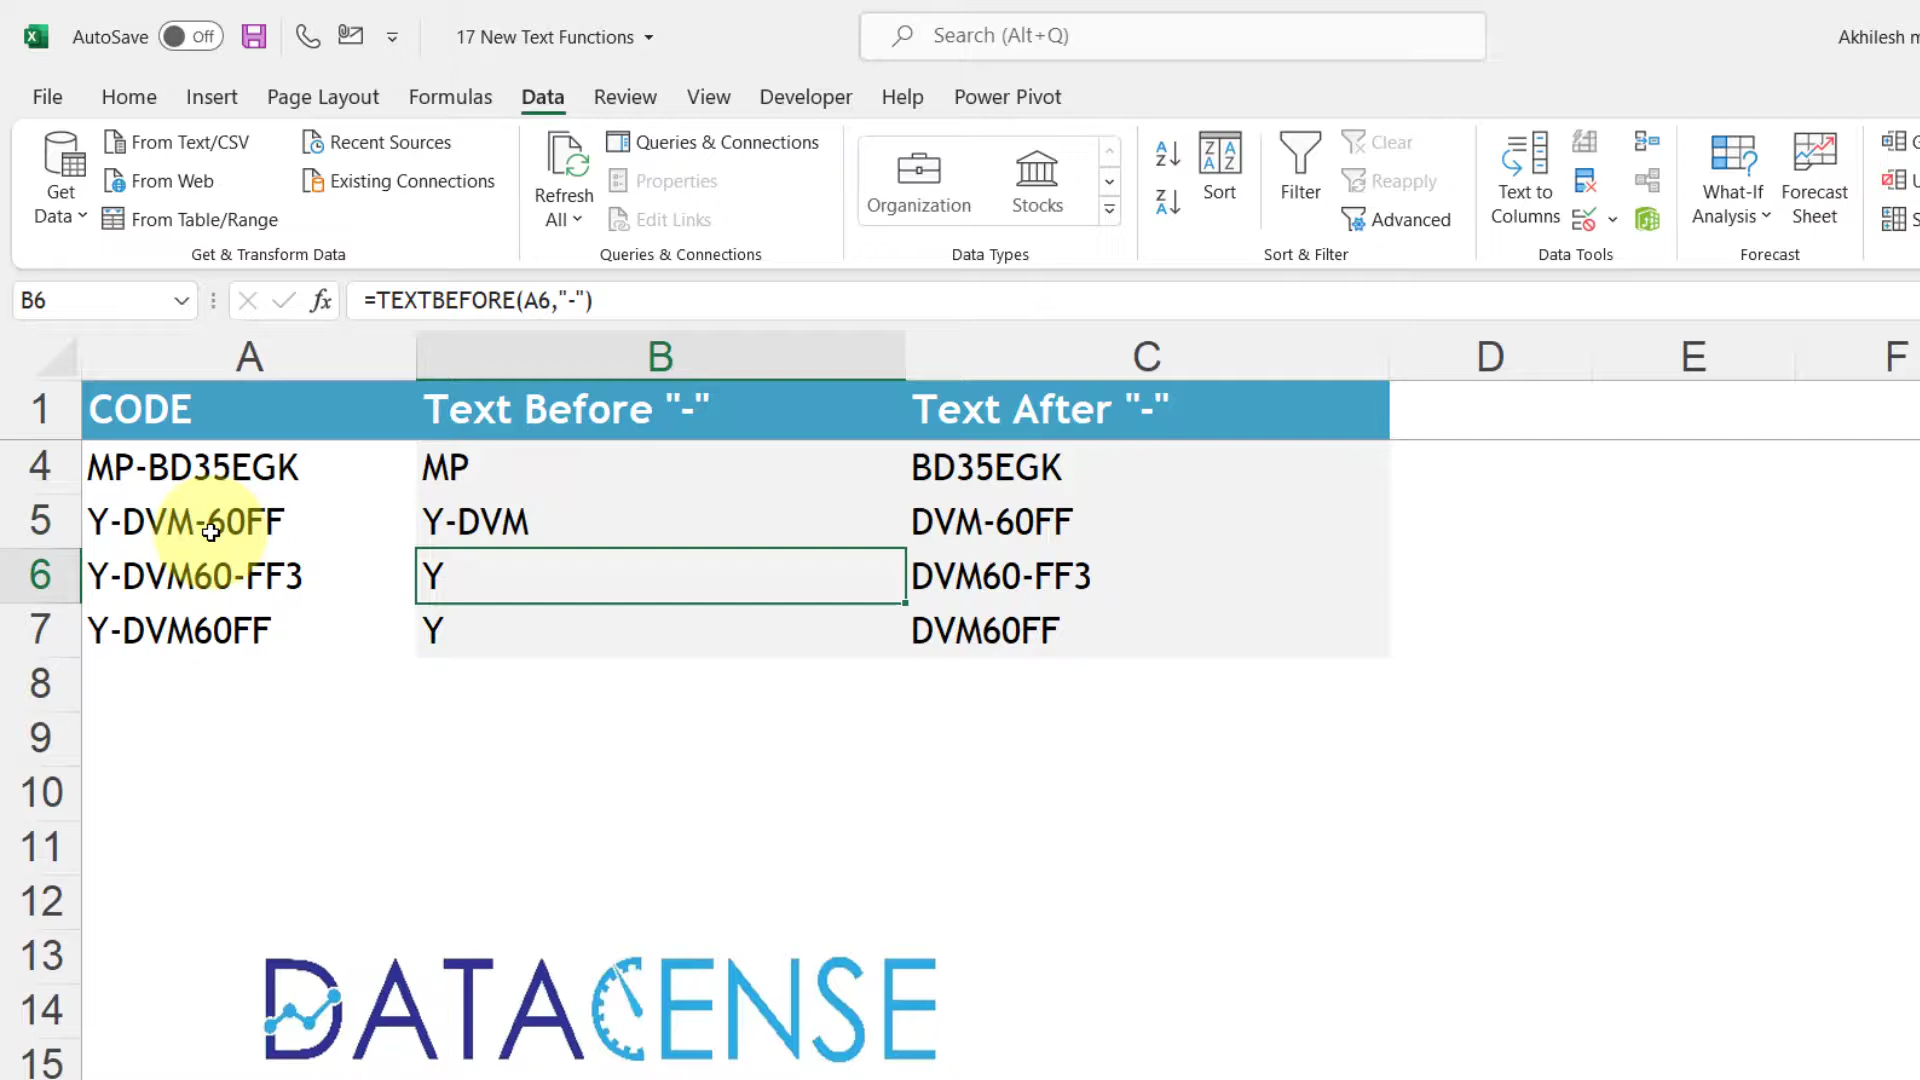 AutoSave Off 17 New Text Functions Search (Alt+Q) Akhilesh m
File Home Insert Page Layout Formulas Data Review View Developer Help Power Pivot
Get Data
From Text/CSV
From Web
From Table/Range
Recent Sources
Existing Connections
Get & Transform Data
Refresh All
Queries & Connections
Properties
Edit Links
Queries & Connections
Organization
Stocks
Data Types
Sort
Filter
Clear
Reapply
Advanced
Sort & Filter
Text to Columns
Data Tools
What-If Analysis
Forecast Sheet
Forecast
B6 fx =TEXTBEFORE(A6,"-")
A B C D E F
1 CODE Text Before "-" Text After "-"
4 MP-BD35EGK MP BD35EGK
5 Y-DVM-60FF Y-DVM DVM-60FF
6 Y-DVM60-FF3 Y DVM60-FF3
7 Y-DVM60FF Y DVM60FF
8
9
10
11
12
13
14
15
DATACENSE